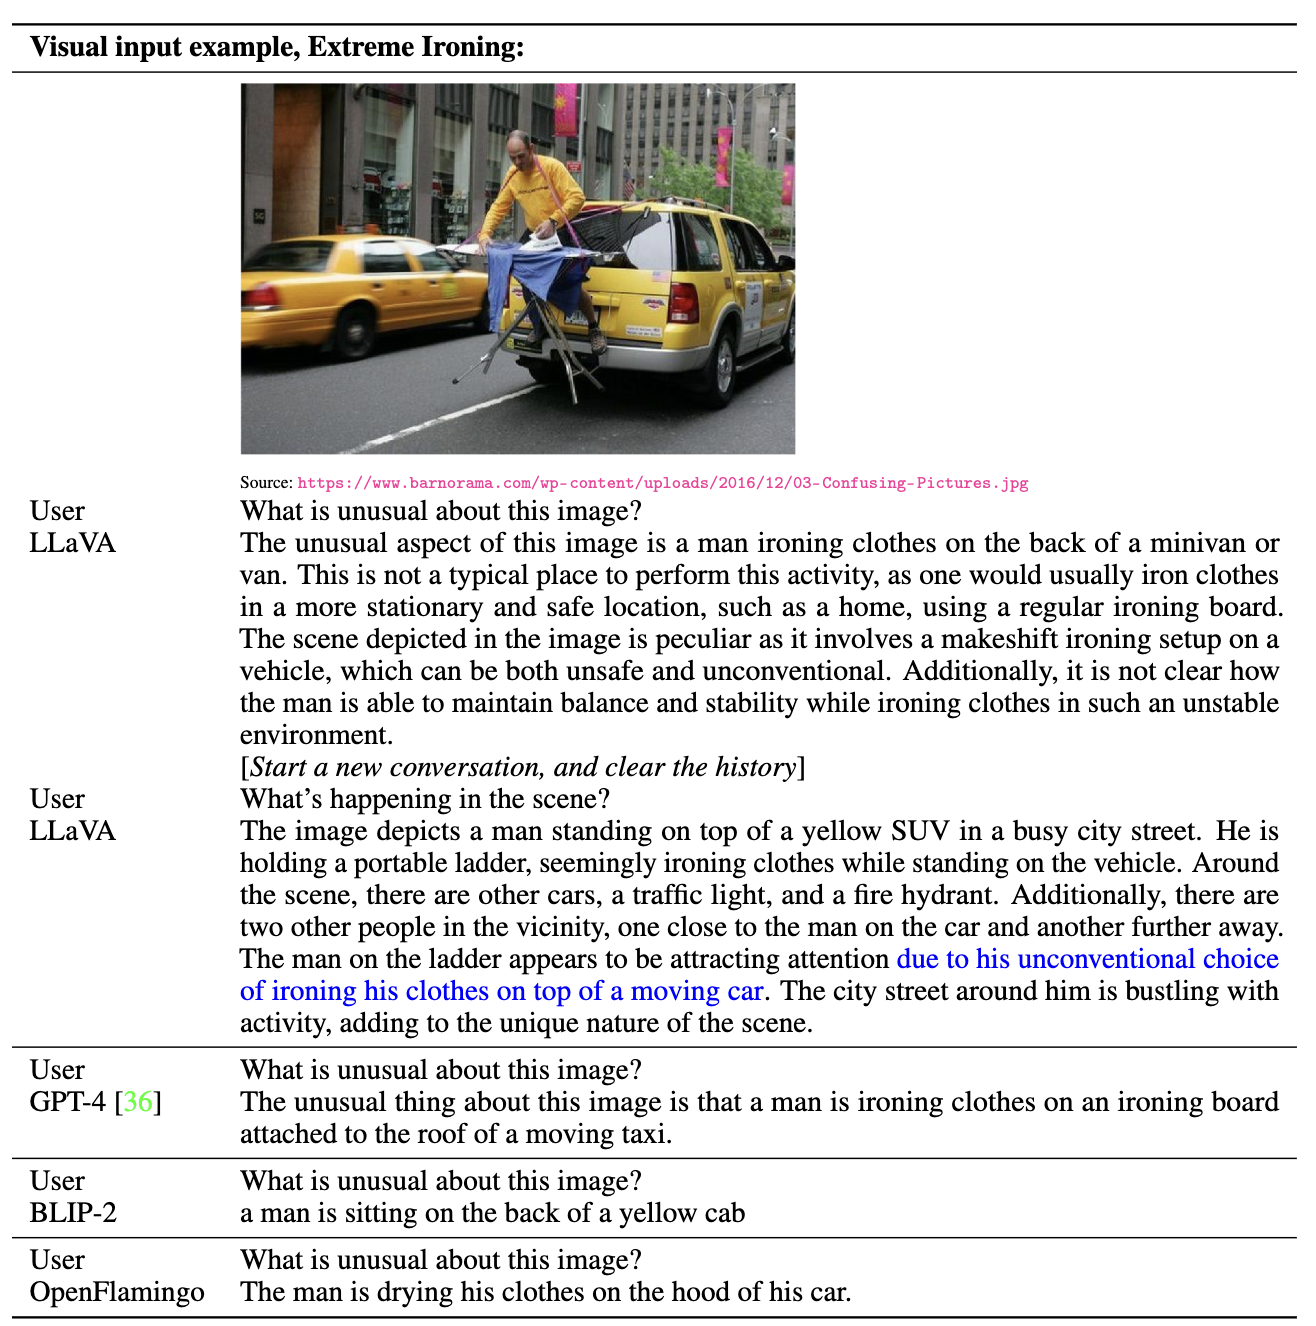 Visual input example, Extreme Ironing:
SG
Source: https://www.barnorama.com/wp-content/uploads/2016/12/03-Confusing-Pictures.jpg
User What is unusual about this image?
LLaVA The unusual aspect of this image is a man ironing clothes on the back of a minivan or
van. This is not a typical place to perform this activity, as one would usually iron clothes
in a more stationary and safe location, such as a home, using a regular ironing board.
The scene depicted in the image is peculiar as it involves a makeshift ironing setup on a
vehicle, which can be both unsafe and unconventional. Additionally, it is not clear how
the man is able to maintain balance and stability while ironing clothes in such an unstable
environment.
[Start a new conversation, and clear the history]
User What's happening in the scene?
LLaVA The image depicts a man standing on top of a yellow SUV in a busy city street. He is
holding a portable ladder, seemingly ironing clothes while standing on the vehicle. Around
the scene, there are other cars, a traffic light, and a fire hydrant. Additionally, there are
two other people in the vicinity, one close to the man on the car and another further away.
The man on the ladder appears to be attracting attention due to his unconventional choice
of ironing his clothes on top of a moving car. The city street around him is bustling with
activity, adding to the unique nature of the scene.
User What is unusual about this image?
GPT-4 [36] The unusual thing about this image is that a man is ironing clothes on an ironing board
attached to the roof of a moving taxi.
User What is unusual about this image?
BLIP-2 a man is sitting on the back of a yellow cab
User What is unusual about this image?
OpenFlamingo The man is drying his clothes on the hood of his car.